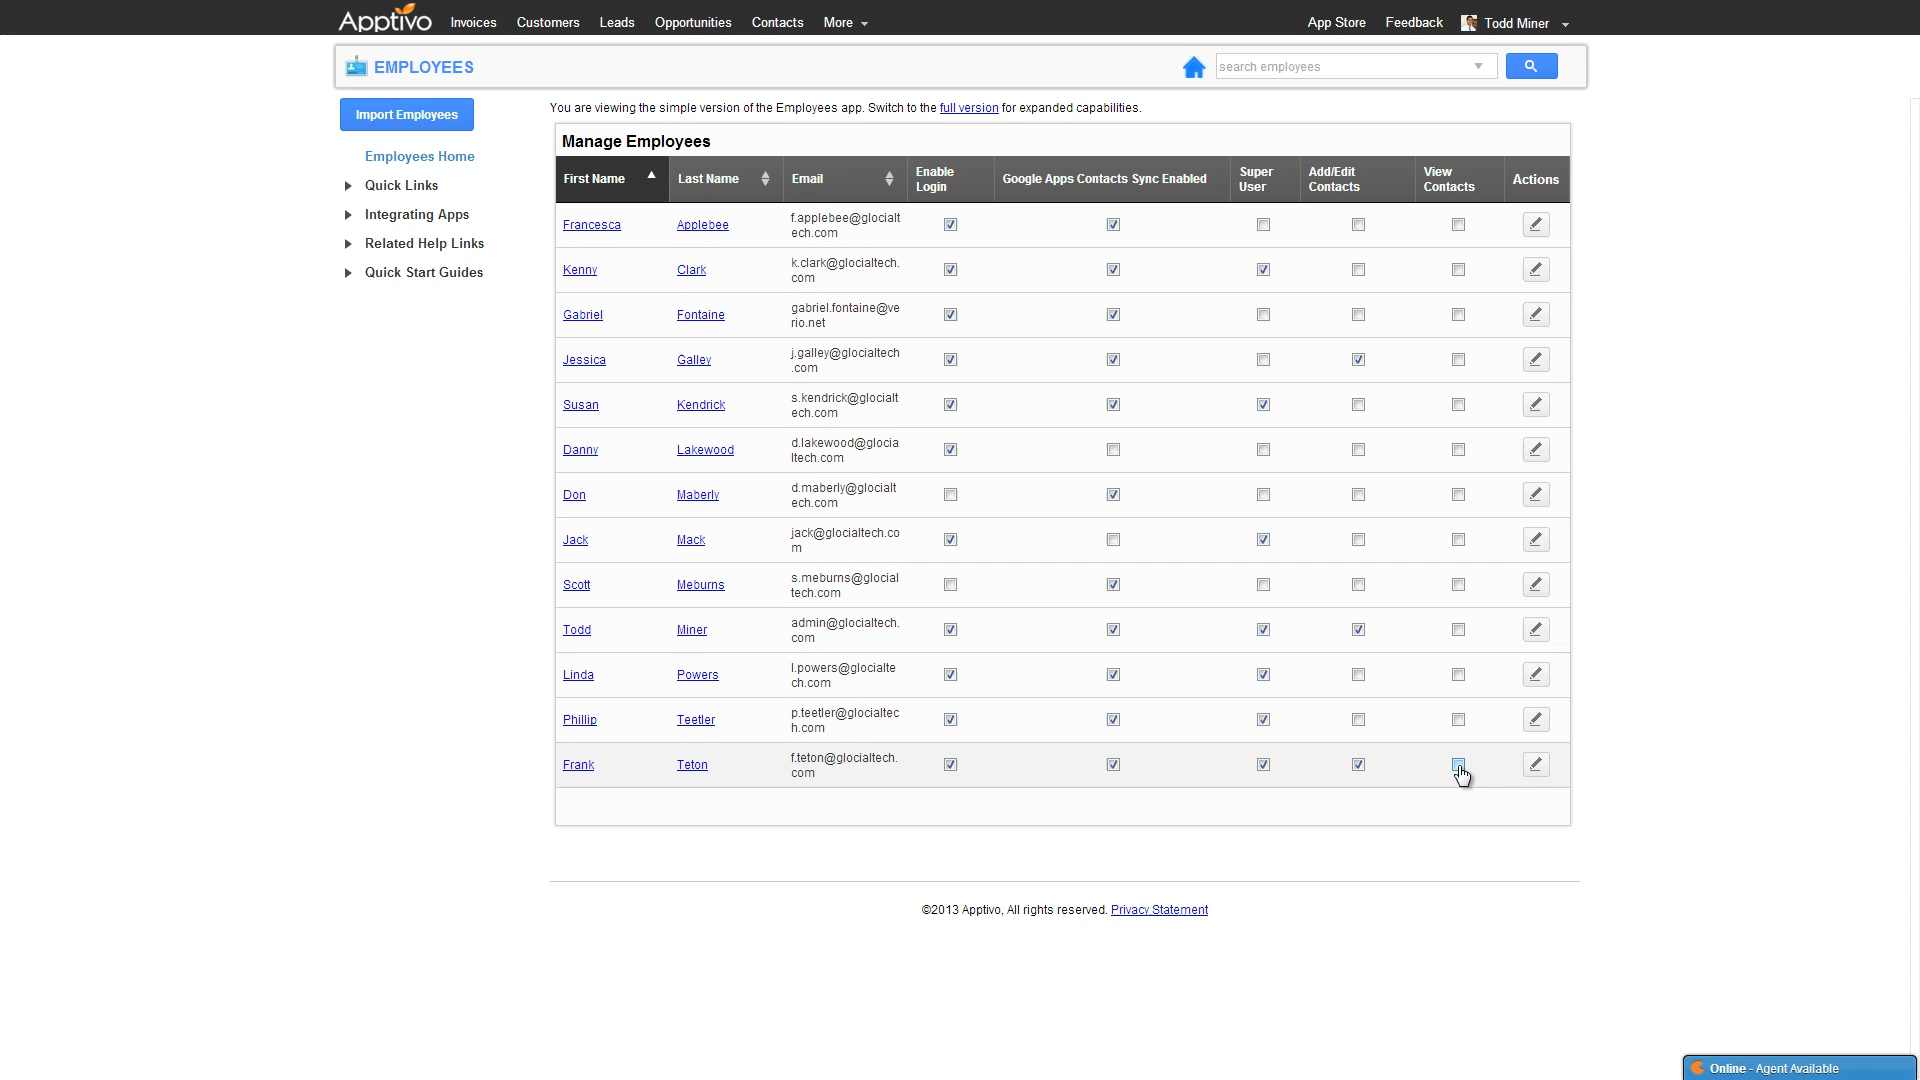 Apptivo Invoices Customers Leads Opportunities Contacts More App Store Feedback Todd Miner
EMPLOYEES search employees
Import Employees
Employees Home
Quick Links
Integrating Apps
Related Help Links
Quick Start Guides
You are viewing the simple version of the Employees app. Switch to the full version for expanded capabilities.
Manage Employees
First Name Last Name Email Enable Login Google Apps Contacts Sync Enabled Super User Add/Edit Contacts View Contacts Actions
Francesca Applebee f.applebee@glocialt
ech.com
Kenny Clark k.clark@glocialtech.
com
Gabriel Fontaine gabriel.fontaine@ve
rio.net
Jessica Galley j.galley@glocialtech
.com
Susan Kendrick s.kendrick@glocialt
ech.com
Danny Lakewood d.lakewood@glocia
ltech.com
Don Maberly d.maberly@glocialt
ech.com
Jack Mack jack@glocialtech.co
m
Scott Meburns s.meburns@glocial
tech.com
Todd Miner admin@glocialtech.
com
Linda Powers l.powers@glocialte
ch.com
Phillip Teetler p.teetler@glocialtec
h.com
Frank Teton f.teton@glocialtech.
com
©2013 Apptivo, All rights reserved. Privacy Statement
Online - Agent Available